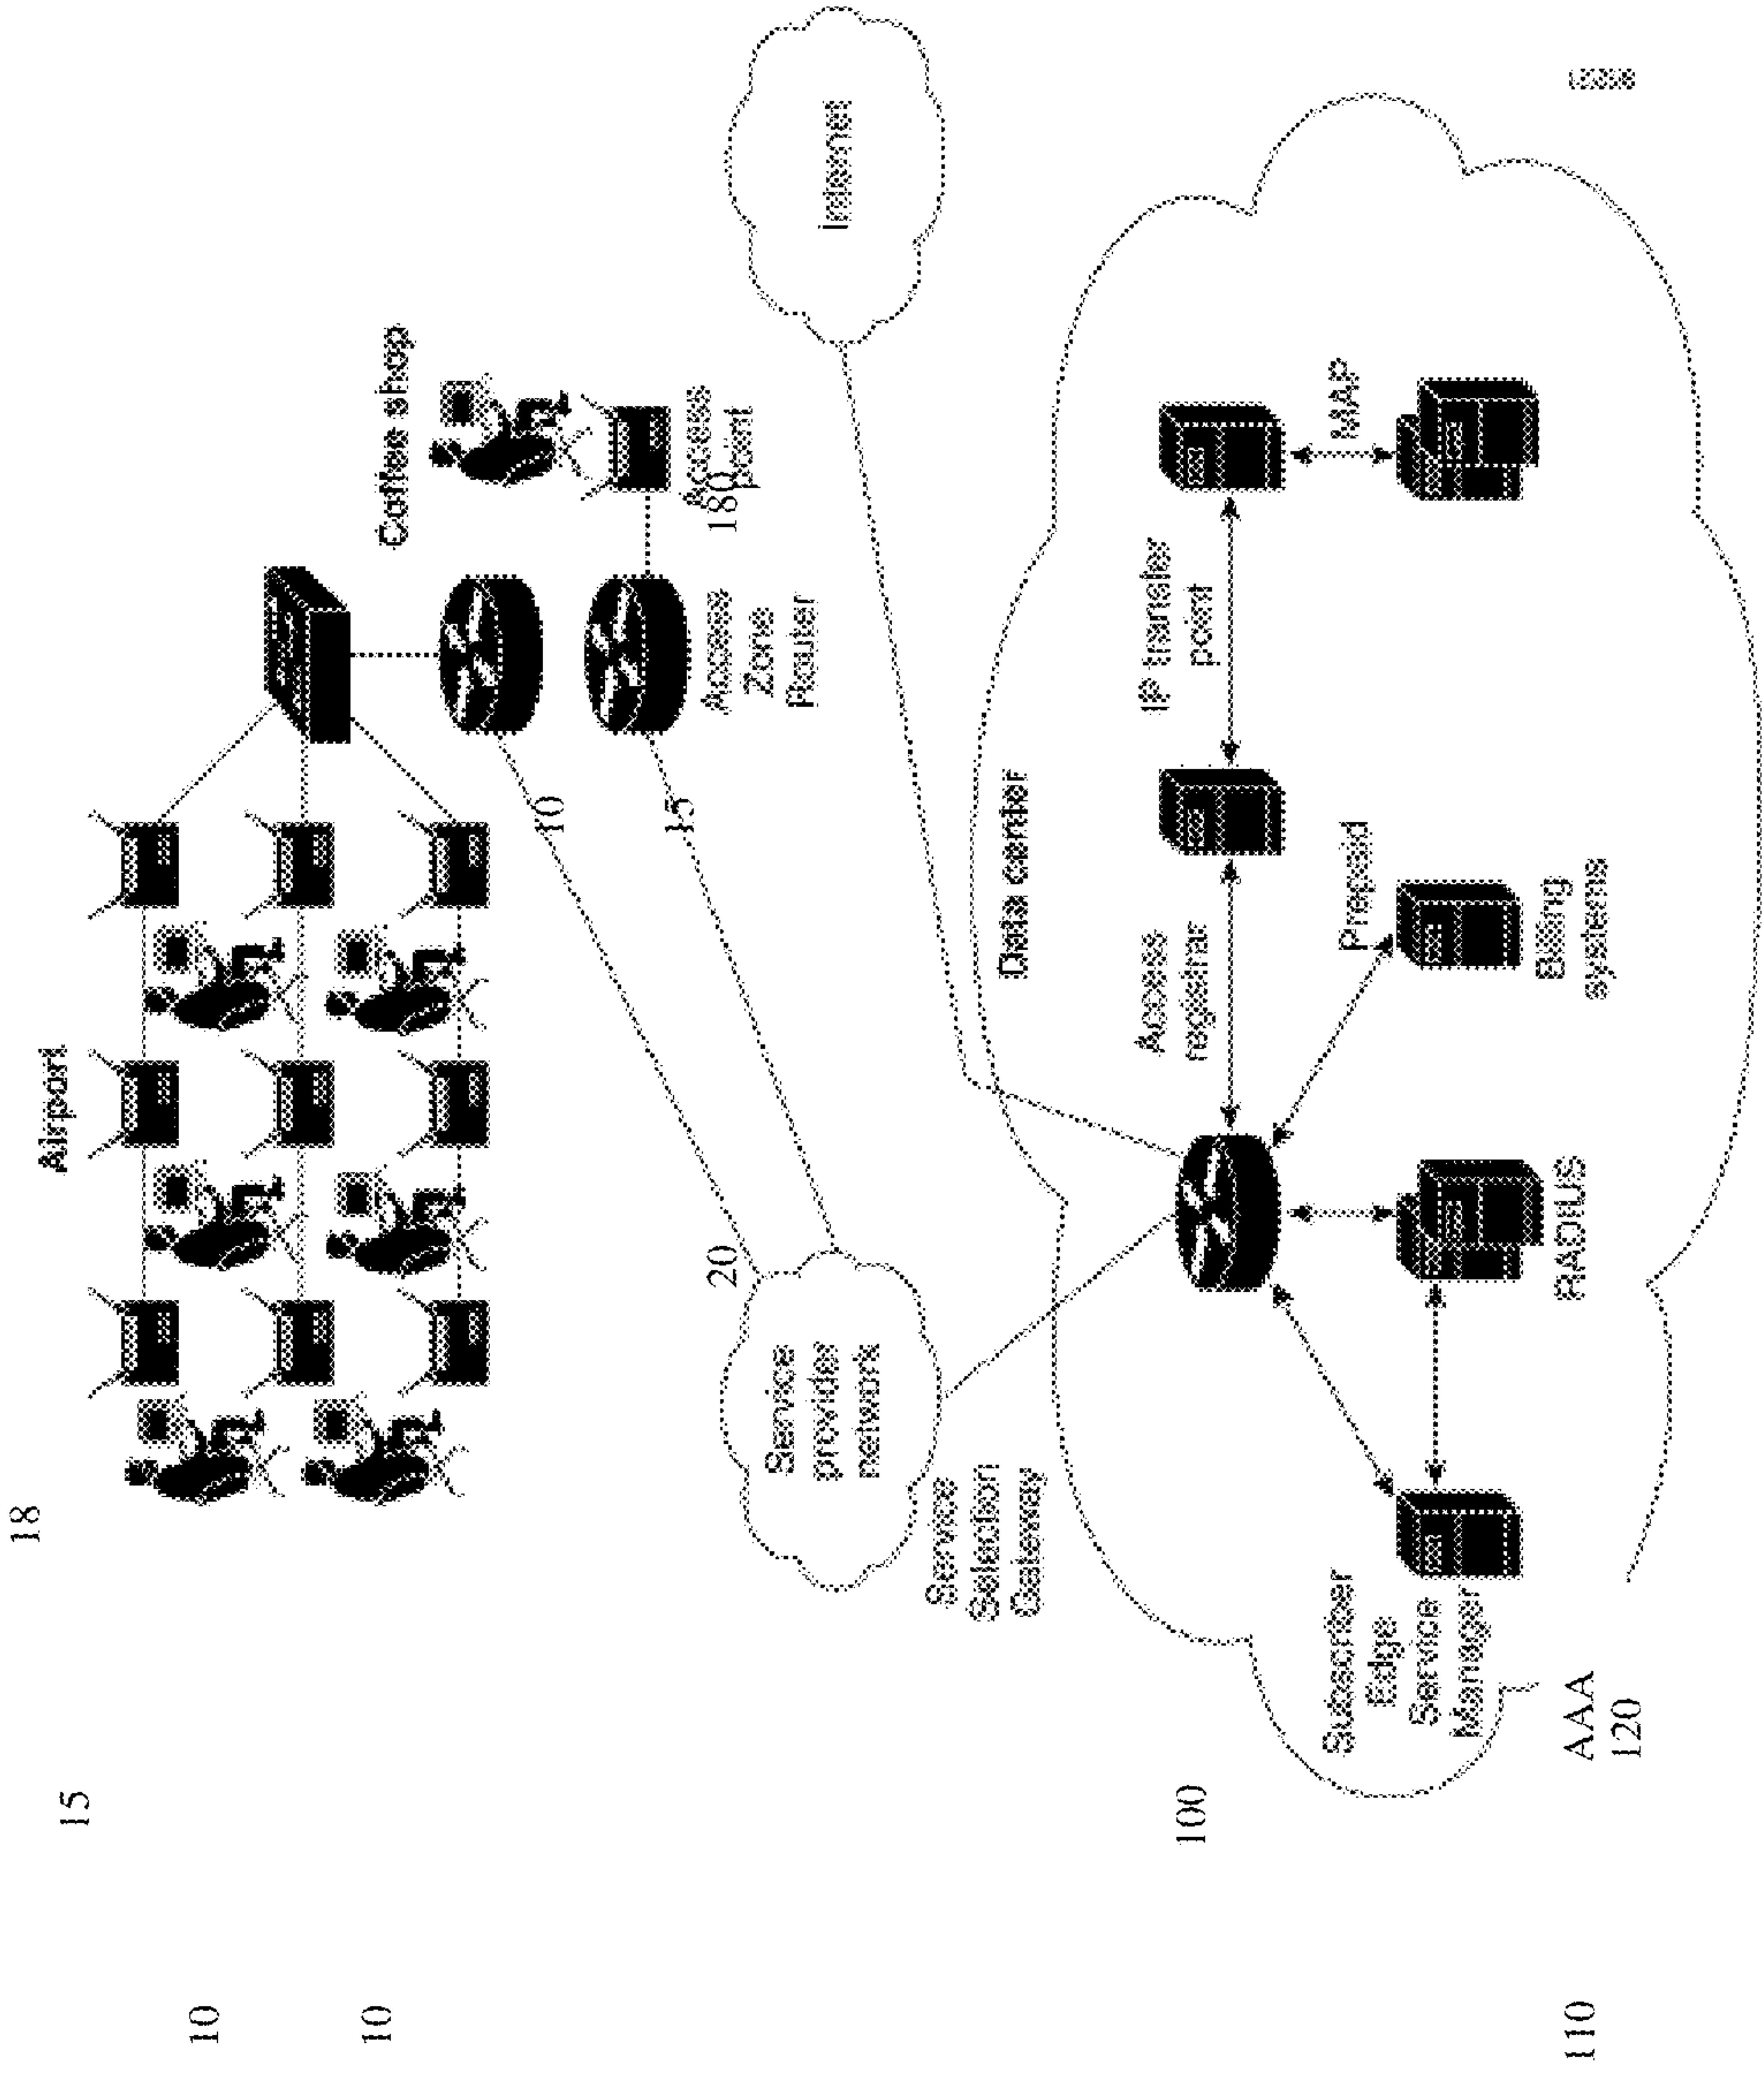 18
15
10
10
Airport
Coffee shop
Access
point
180
Access
Zone
Router
10
15
20
Service
provider
network
Internet
Service
Selection
Gateway
Data center
100
Access
registrar
IP transfer
point
MAP
Prepaid
Billing
systems
RADIUS
Subscriber
Edge
Service
Manager
AAA
120
110